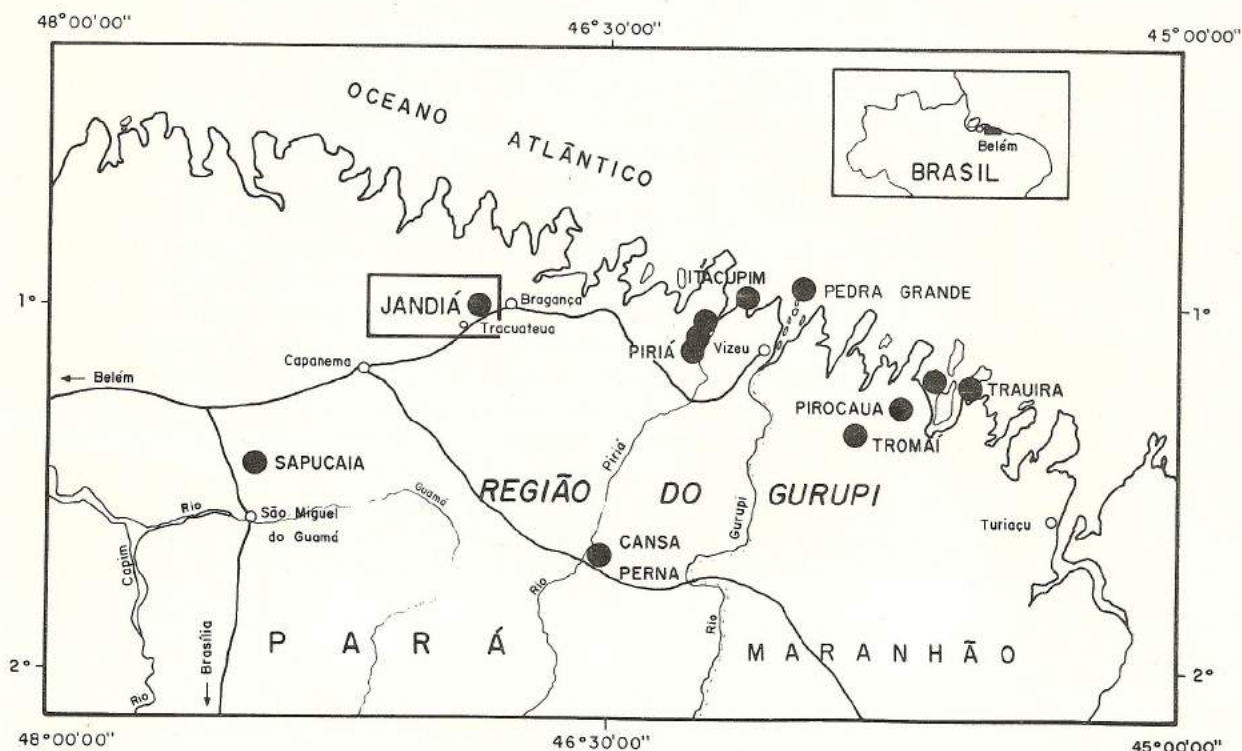 48°00'00"
46°30'00"
45°00'00"
OCEANO
ATLÂNTICO
Belém
BRASIL
ITACUPIM
PEDRA GRANDE
1°
JANDIÁ
Bragança
1°
Tracuateua
PIRIÁ
Vizeu
Capanema
← Belém
TRAUIRA
PIROCAUA
TROMAÍ
SAPUCAIA
Piriá
Guamá
REGIÃO DO GURUPI
Rio
São Miguel
do Guamá
Gurupi
Turiaçu
Capim
CANSA
PERNA
Rio
Rio
Brasília
PARÁ
MARANHÃO
2°
2°
Rio
48°00'00"
46°30'00"
45°00'00"